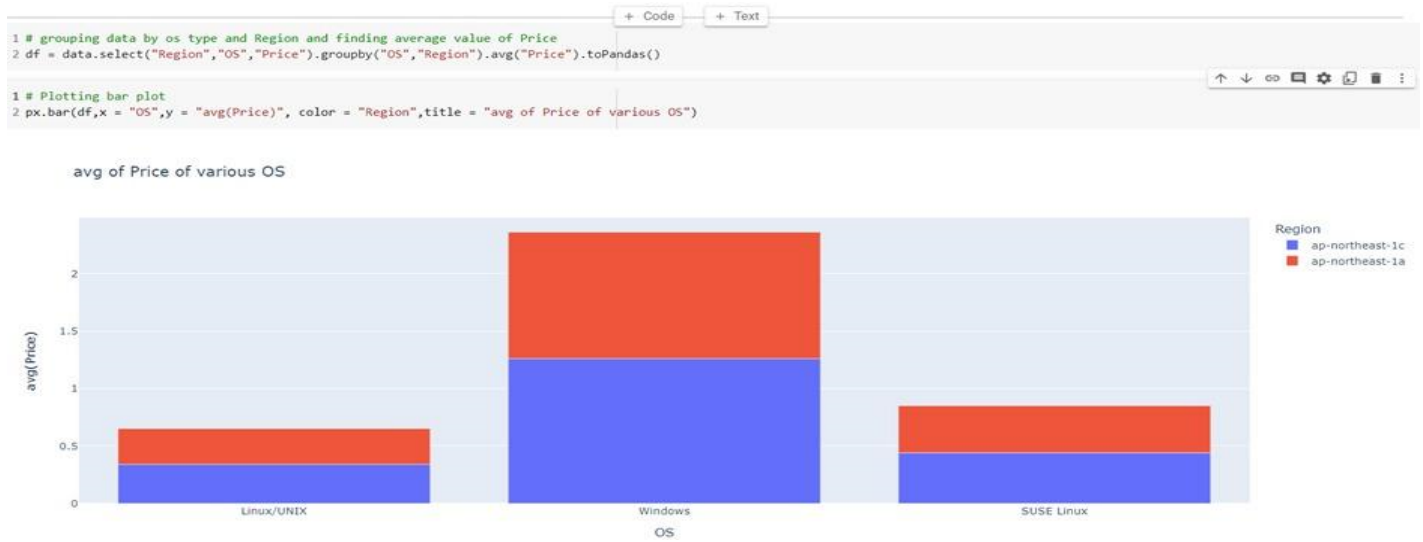 + Code + Text
1 # grouping data by os type and Region and finding average value of Price
2 df = data.select("Region","OS","Price").groupby("OS","Region").avg("Price").toPandas()
1 # Plotting bar plot
2 px.bar(df,x = "OS",y = "avg(Price)", color = "Region",title = "avg of Price of various OS")
avg of Price of various OS
Region
ap-northeast-1c
ap-northeast-1a
2
1.5
1
0.5
0
avg(Price)
Linux/UNIX Windows SUSE Linux
OS